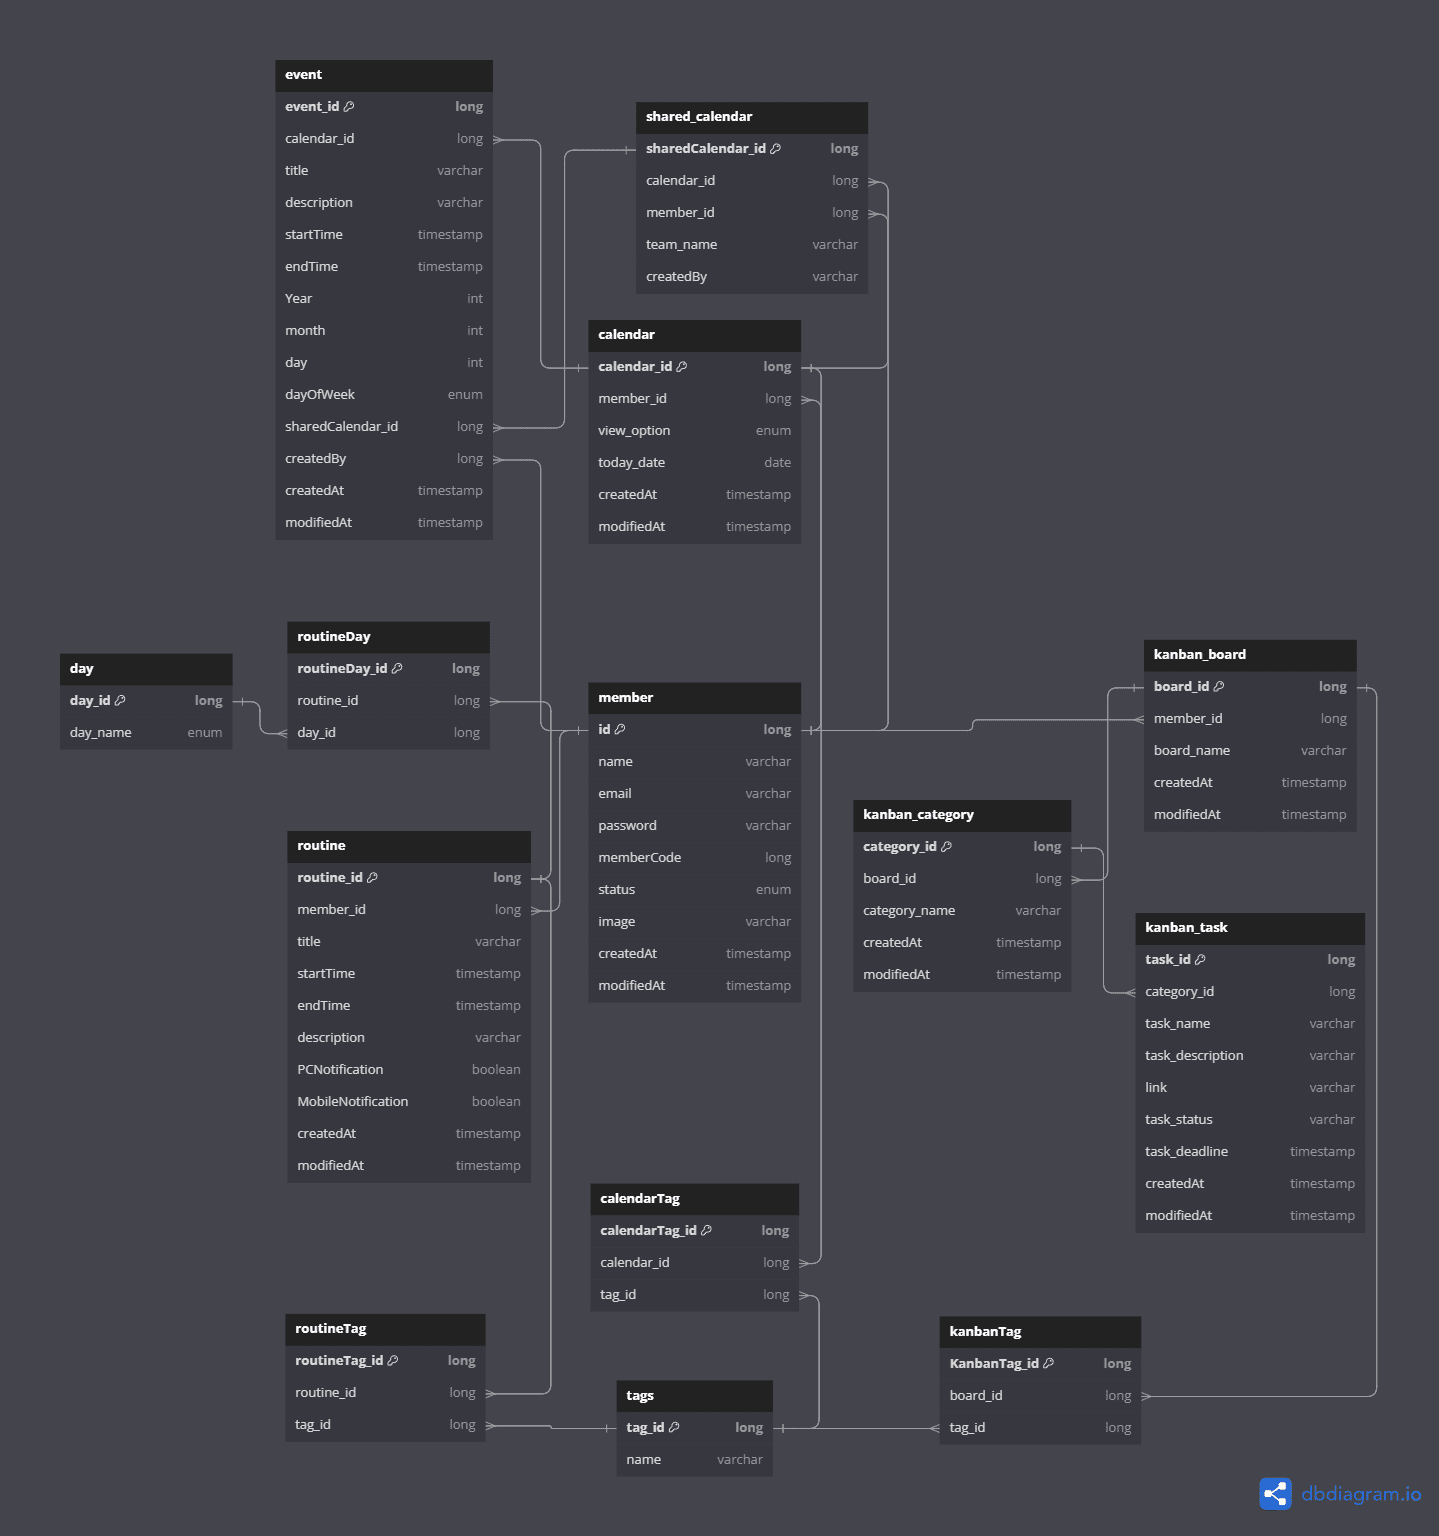 event
event_id long
calendar_id long
title varchar
description varchar
startTime timestamp
endTime timestamp
Year int
month int
day int
dayOfWeek enum
sharedCalendar_id long
createdBy long
createdAt timestamp
modifiedAt timestamp
shared_calendar
sharedCalendar_id long
calendar_id long
member_id long
team_name varchar
createdBy varchar
calendar
calendar_id long
member_id long
view_option enum
today_date date
createdAt timestamp
modifiedAt timestamp
day
day_id long
day_name enum
routineDay
routineDay_id long
routine_id long
day_id long
member
id long
name varchar
email varchar
password varchar
memberCode long
status enum
image varchar
createdAt timestamp
modifiedAt timestamp
kanban_board
board_id long
member_id long
board_name varchar
createdAt timestamp
modifiedAt timestamp
kanban_category
category_id long
board_id long
category_name varchar
createdAt timestamp
modifiedAt timestamp
routine
routine_id long
member_id long
title varchar
startTime timestamp
endTime timestamp
description varchar
PCNotification boolean
MobileNotification boolean
createdAt timestamp
modifiedAt timestamp
kanban_task
task_id long
category_id long
task_name varchar
task_description varchar
link varchar
task_status varchar
task_deadline timestamp
createdAt timestamp
modifiedAt timestamp
calendarTag
calendarTag_id long
calendar_id long
tag_id long
routineTag
routineTag_id long
routine_id long
tag_id long
tags
tag_id long
name varchar
kanbanTag
KanbanTag_id long
board_id long
tag_id long
dbdiagram.io